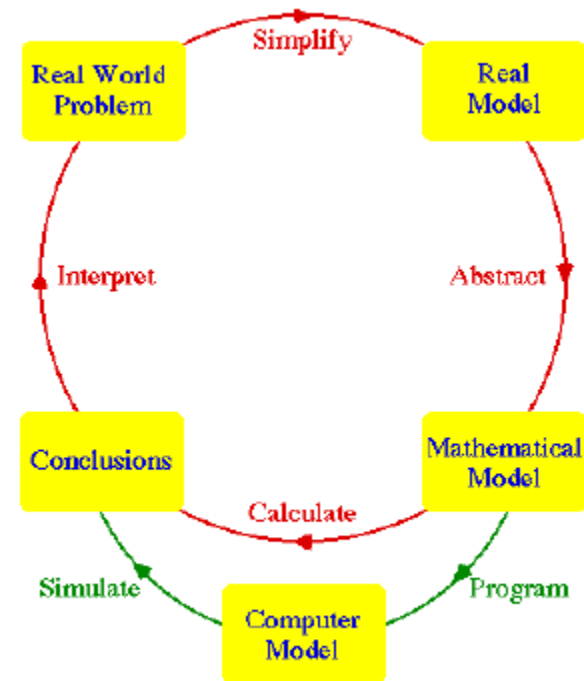 Simplify
Real World
Problem
Real
Model
Interpret
Abstract
Conclusions
Mathematical
Model
Calculate
Simulate
Program
Computer
Model